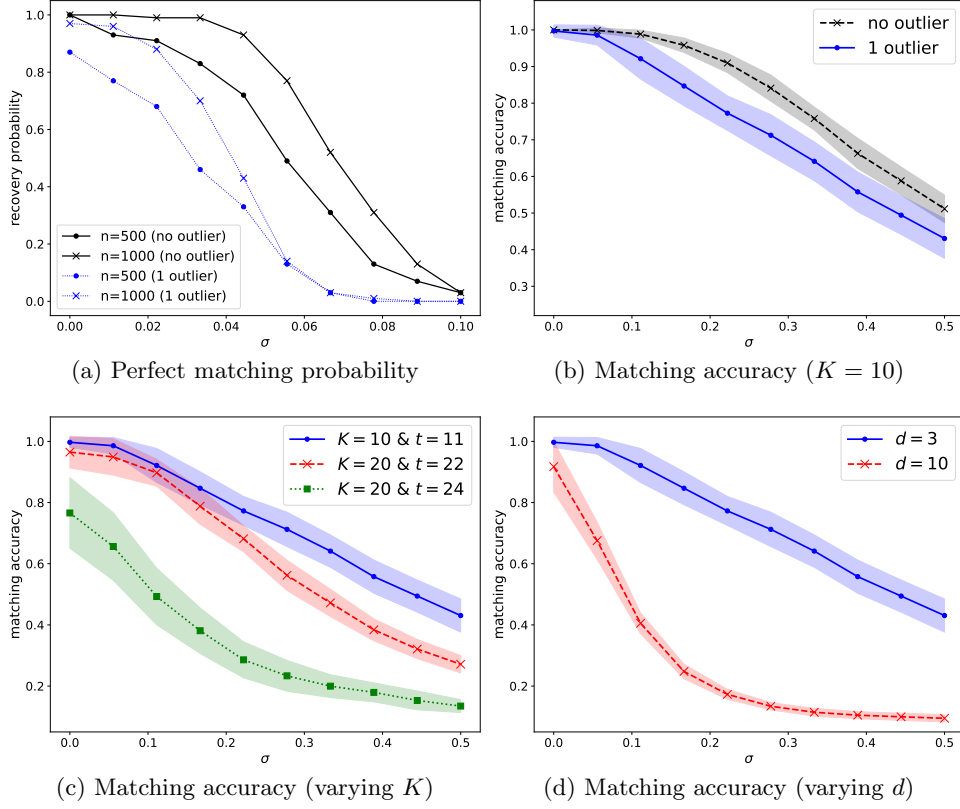 1.0
0.8
0.6
0.4
0.2
0.0
recovery probability
n=500 (no outlier)
n=1000 (no outlier)
n=500 (1 outlier)
n=1000 (1 outlier)
0.00 0.02 0.04 0.06 0.08 0.10
σ
(a) Perfect matching probability
1.0
0.9
0.8
0.7
0.6
0.5
0.4
0.3
matching accuracy
no outlier
1 outlier
0.0 0.1 0.2 0.3 0.4 0.5
σ
(b) Matching accuracy (K = 10)
1.0
0.8
0.6
0.4
0.2
matching accuracy
K = 10 & t = 11
K = 20 & t = 22
K = 20 & t = 24
0.0 0.1 0.2 0.3 0.4 0.5
σ
(c) Matching accuracy (varying K)
1.0
0.8
0.6
0.4
0.2
matching accuracy
d = 3
d = 10
0.0 0.1 0.2 0.3 0.4 0.5
σ
(d) Matching accuracy (varying d)